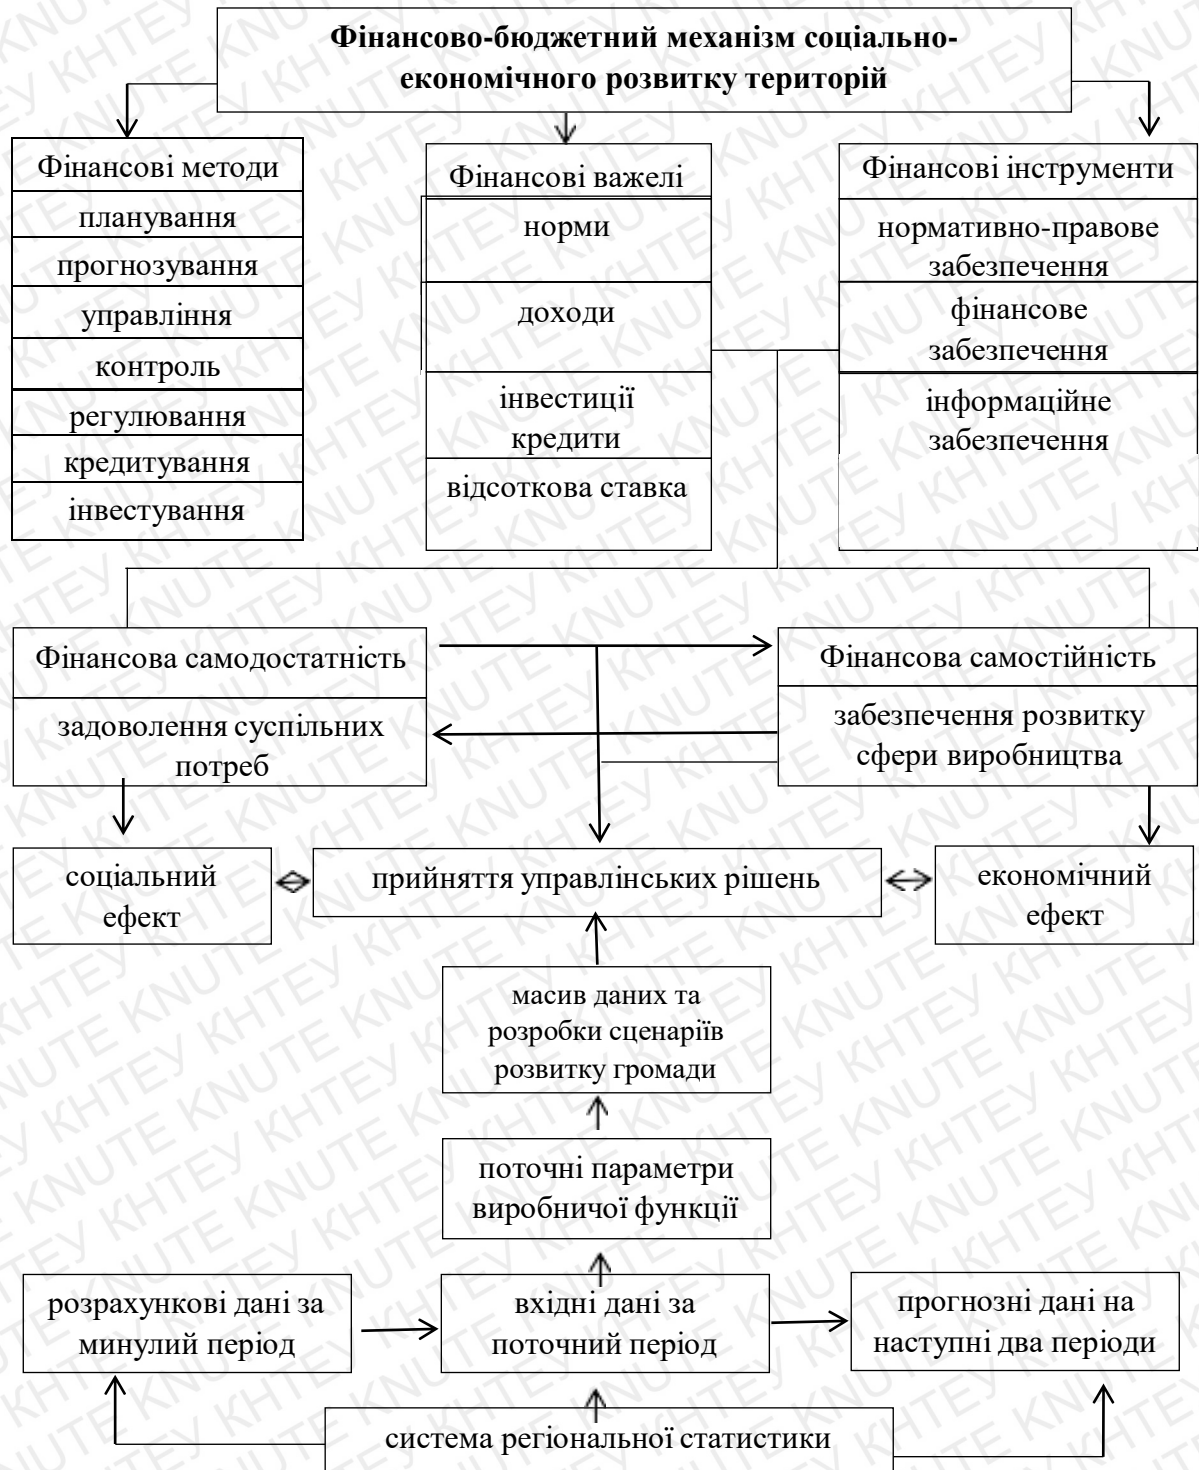 Фінансово-бюджетний механізм соціально-
економічного розвитку територій
Фінансові методи
планування
прогнозування
управління
контроль
регулювання
кредитування
інвестування
Фінансові важелі
норми
доходи
інвестиції
кредити
відсоткова ставка
Фінансові інструменти
нормативно-правове
забезпечення
фінансове
забезпечення
інформаційне
забезпечення
Фінансова самодостатність
задоволення суспільних
потреб
Фінансова самостійність
забезпечення розвитку
сфери виробництва
соціальний
ефект
прийняття управлінських рішень
економічний
ефект
масив даних та
розробки сценаріїв
розвитку громади
поточні параметри
виробничої функції
розрахункові дані за
минулий період
вхідні дані за
поточний період
прогнозні дані на
наступні два періоди
система регіональної статистики